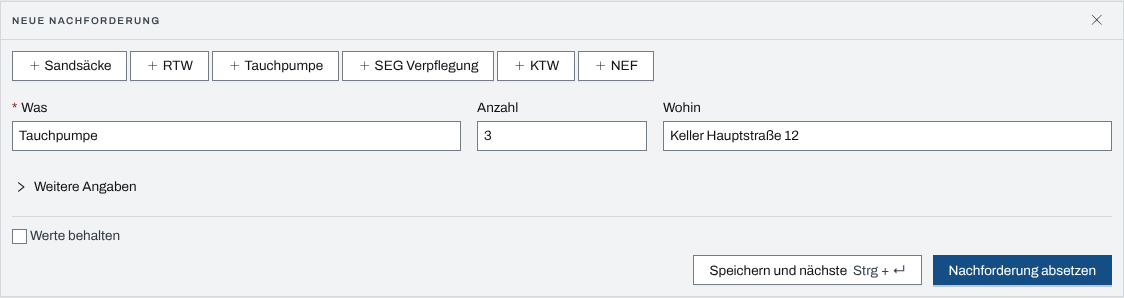 NEUE NACHFORDERUNG
+ Sandsäcke + RTW + Tauchpumpe + SEG Verpflegung + KTW + NEF
* Was Anzahl Wohin
Tauchpumpe 3 Keller Hauptstraße 12
Weitere Angaben
Werte behalten
Speichern und nächste Strg + ↵ Nachforderung absetzen